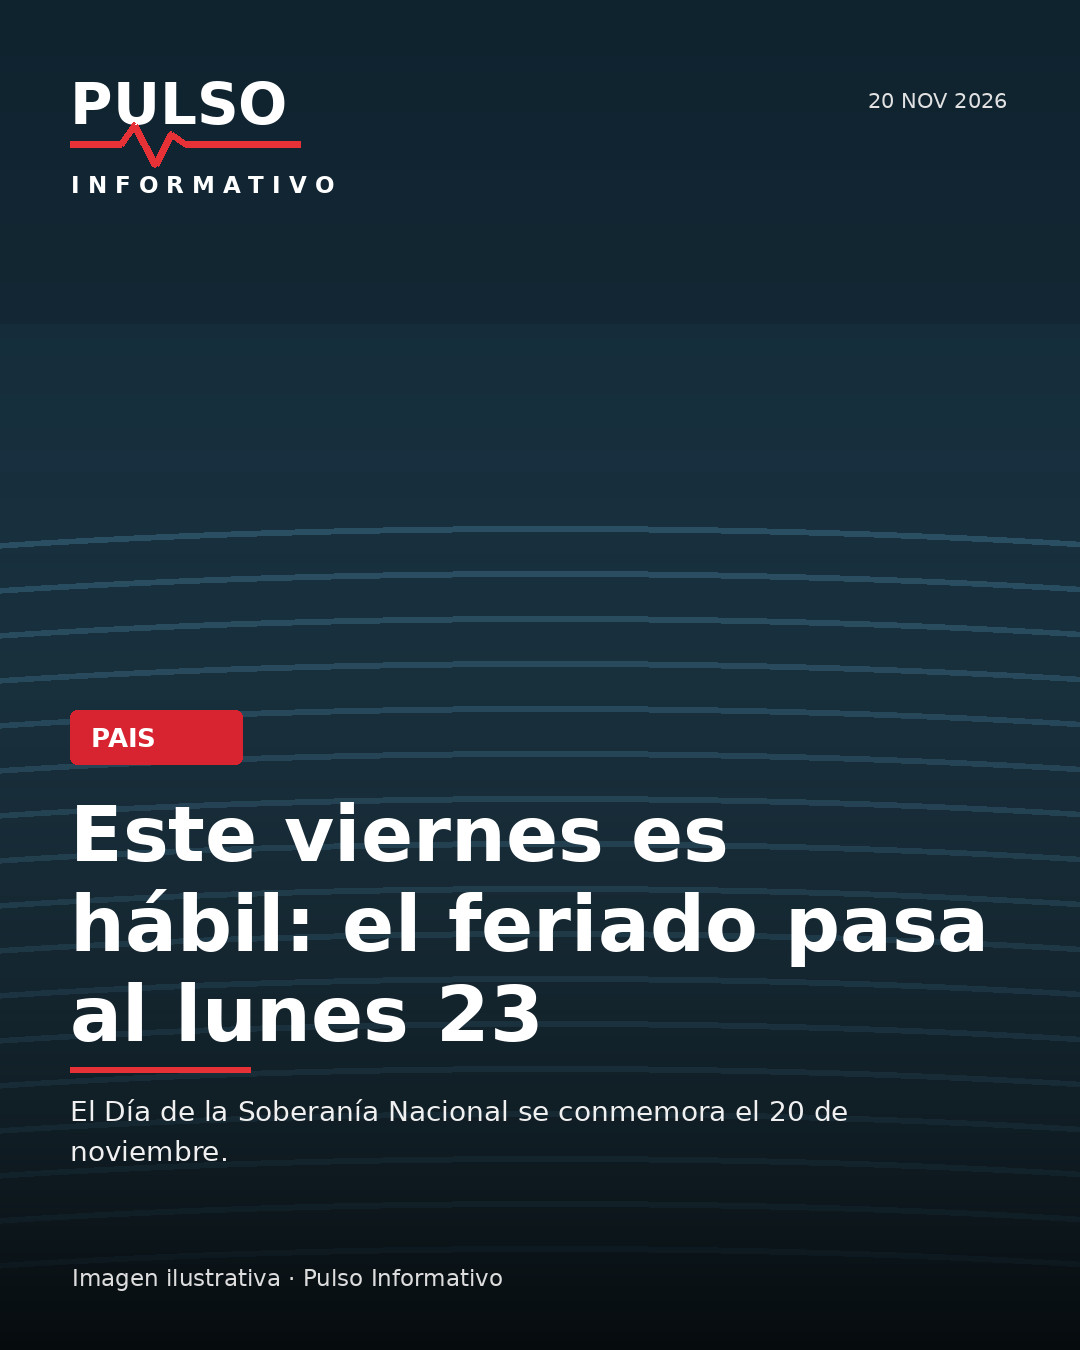 PULSO
INFORMATIVO
20 NOV 2026
PAIS
Este viernes es
hábil: el feriado pasa
al lunes 23
El Día de la Soberanía Nacional se conmemora el 20 de
noviembre.
Imagen ilustrativa · Pulso Informativo